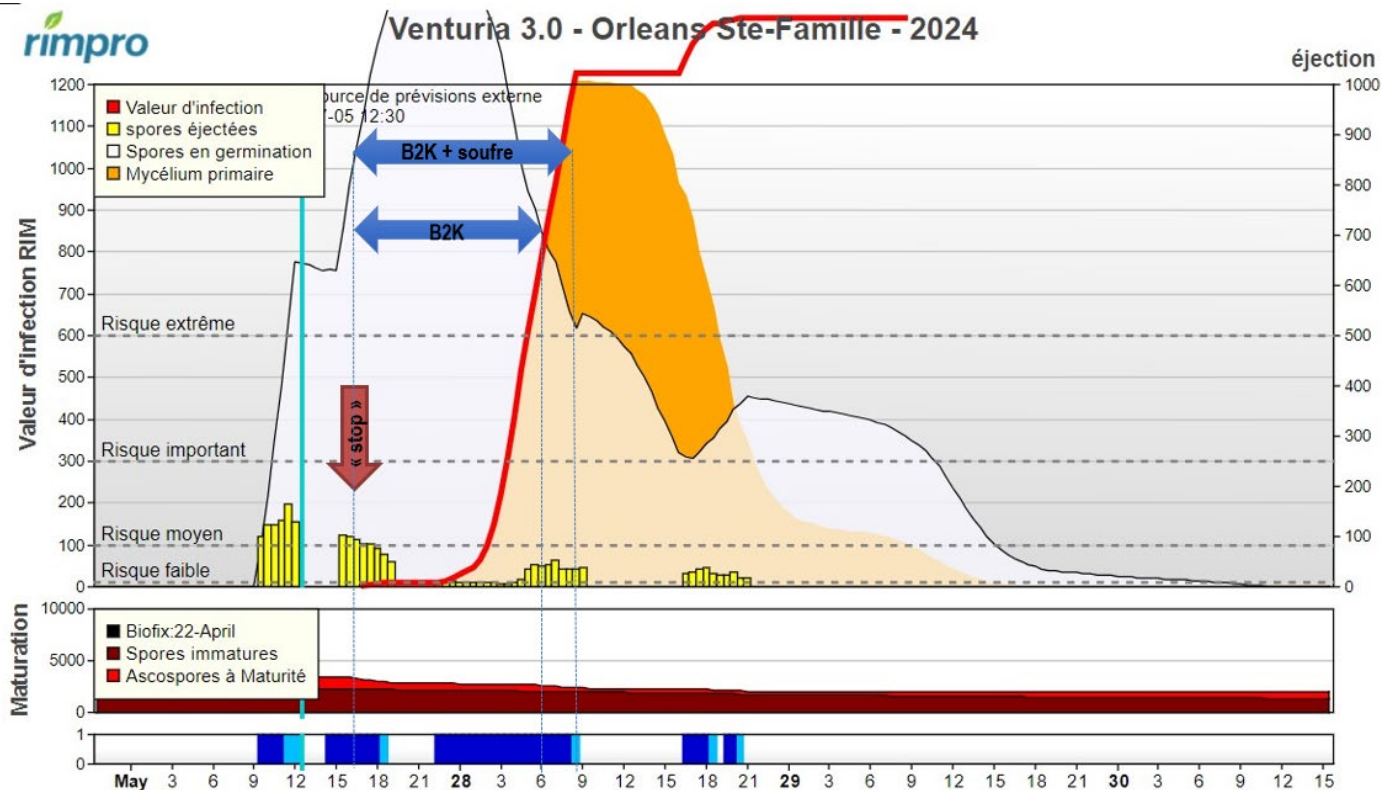 rimpro
Venturia 3.0 - Orleans Ste-Famille - 2024
éjection
Valeur d'infection
spores éjectées
Spores en germination
Mycélium primaire
ource de prévisions externe
-05 12:30
B2K + soufre
B2K
« stop »
Risque extrême
Risque important
Risque moyen
Risque faible
Valeur d'infection RIM
1200
1100
1000
900
800
700
600
500
400
300
200
100
0
1000
900
800
700
600
500
400
300
200
100
0
Maturation
10000
5000
0
Biofix:22-April
Spores immatures
Ascospores à Maturité
1
0
1
0
May 3 6 9 12 15 18 21 28 3 6 9 12 15 18 21 29 3 6 9 12 15 18 21 30 3 6 9 12 15